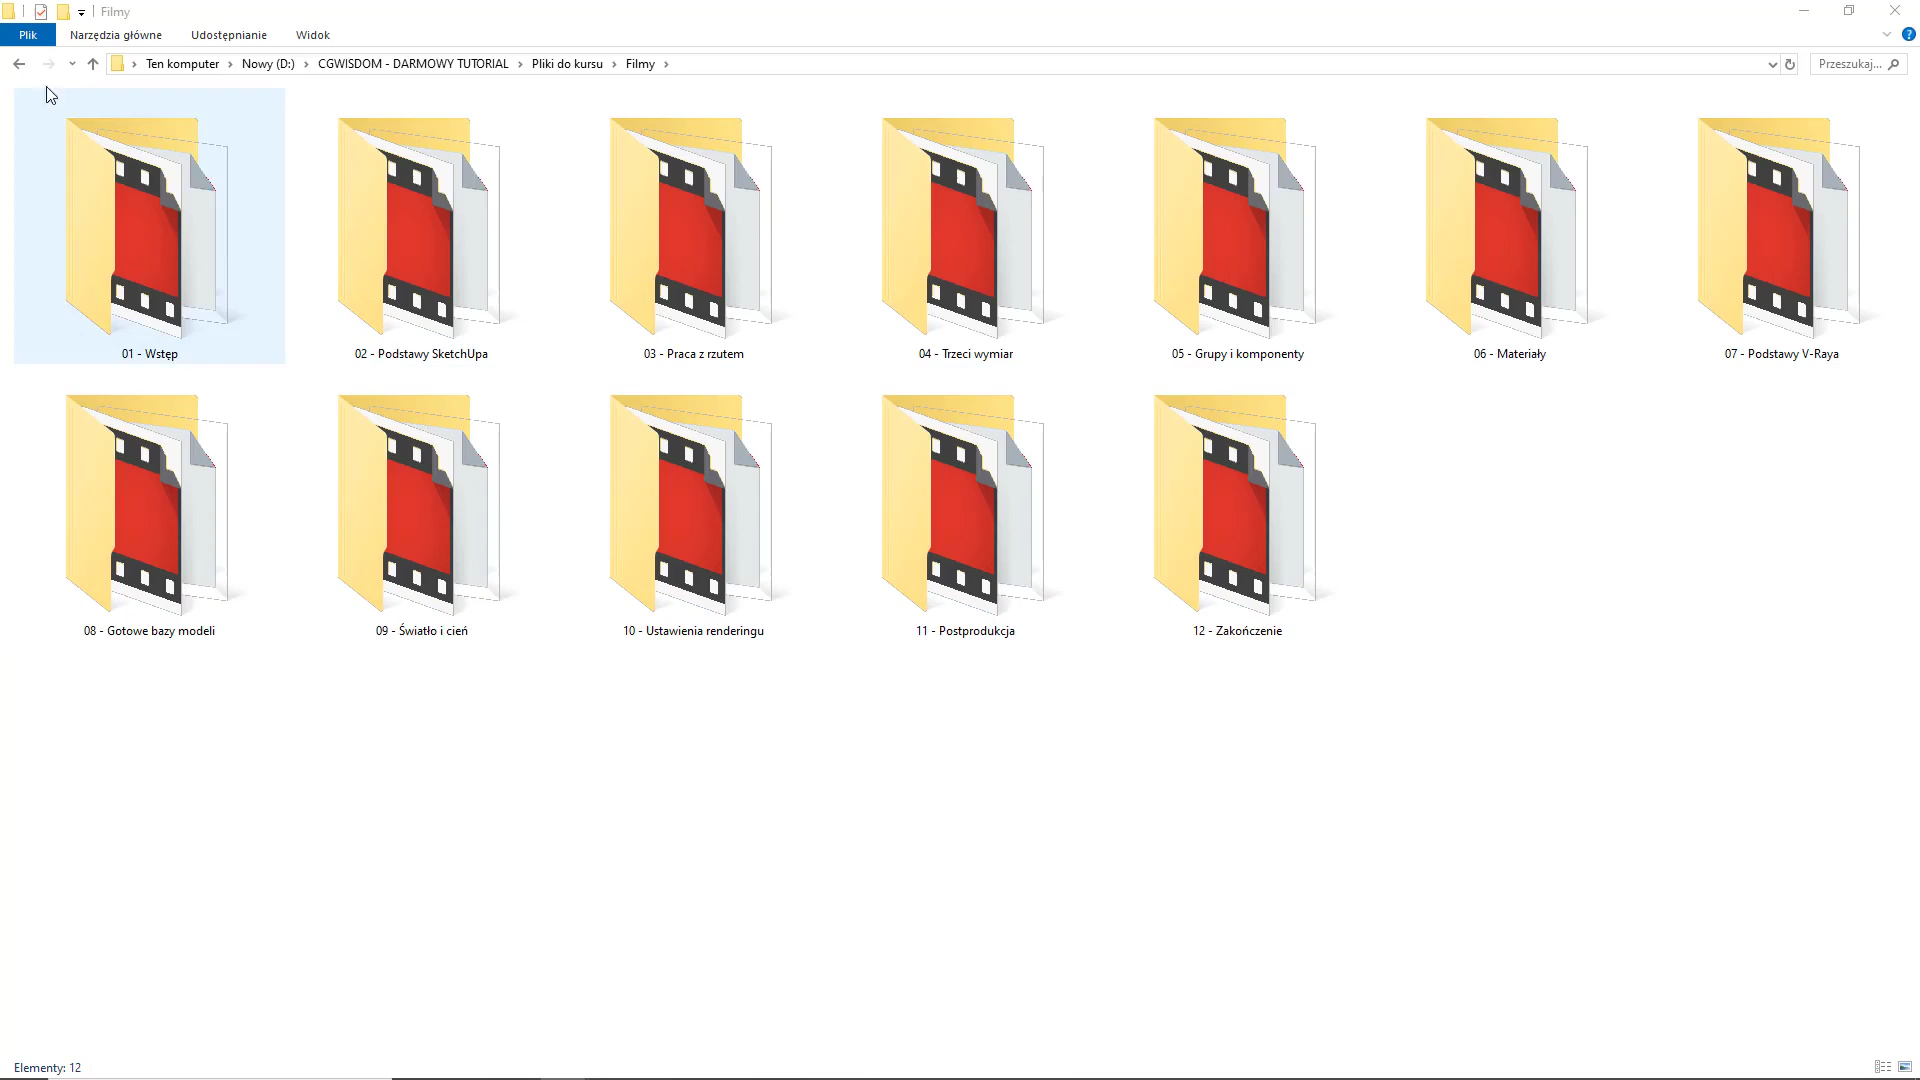 Filmy
Plik Narzędzia główne Udostępnianie Widok
Ten komputer Nowy (D:) CGWISDOM - DARMOWY TUTORIAL Pliki do kursu Filmy Przeszukaj...
01 - Wstęp 02 - Podstawy SketchUpa 03 - Praca z rzutem 04 - Trzeci wymiar 05 - Grupy i komponenty 06 - Materiały 07 - Podstawy V-Raya
08 - Gotowe bazy modeli 09 - Światło i cień 10 - Ustawienia renderingu 11 - Postprodukcja 12 - Zakończenie
Elementy: 12